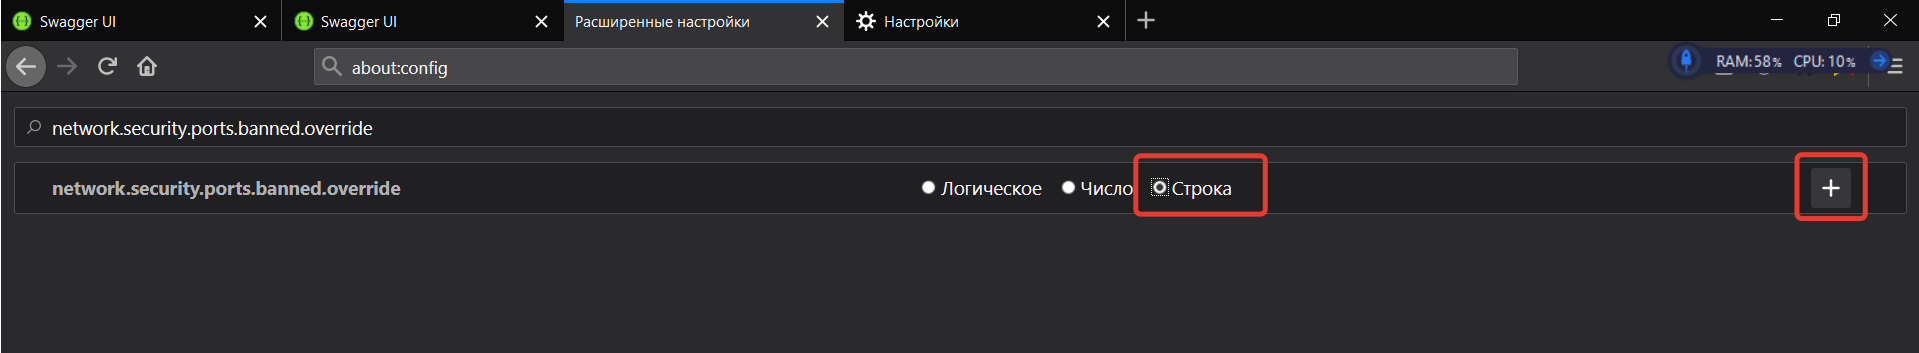 Swagger UI
Swagger UI
Расширенные настройки
Настройки
about:config
RAM:58% CPU: 10%
network.security.ports.banned.override
network.security.ports.banned.override
Логическое
Число
Строка